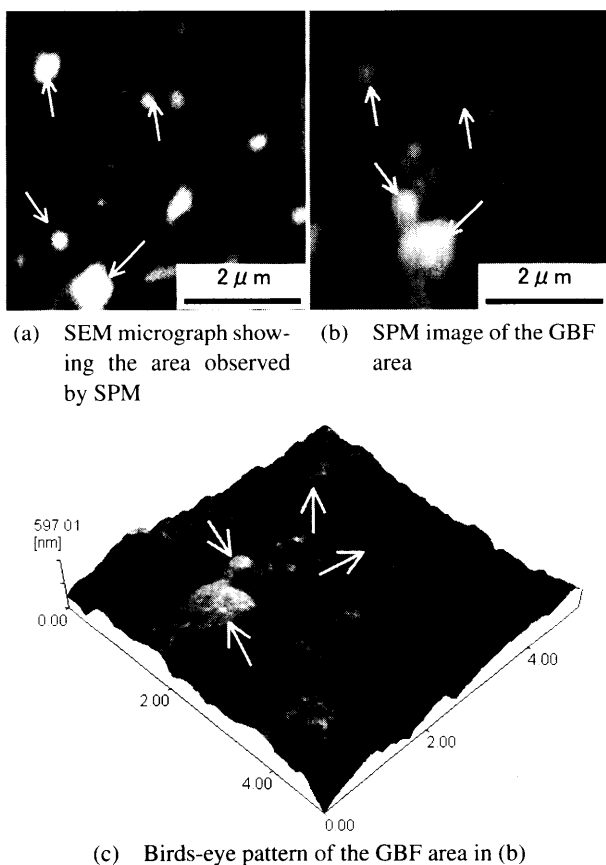 2 μ m
2 μ m
(a) SEM micrograph show-
ing the area observed
by SPM
(b) SPM image of the GBF
area
597 01
[nm]
0 00
2 00
4 00
4 00
2 00
0 00
(c) Birds-eye pattern of the GBF area in (b)